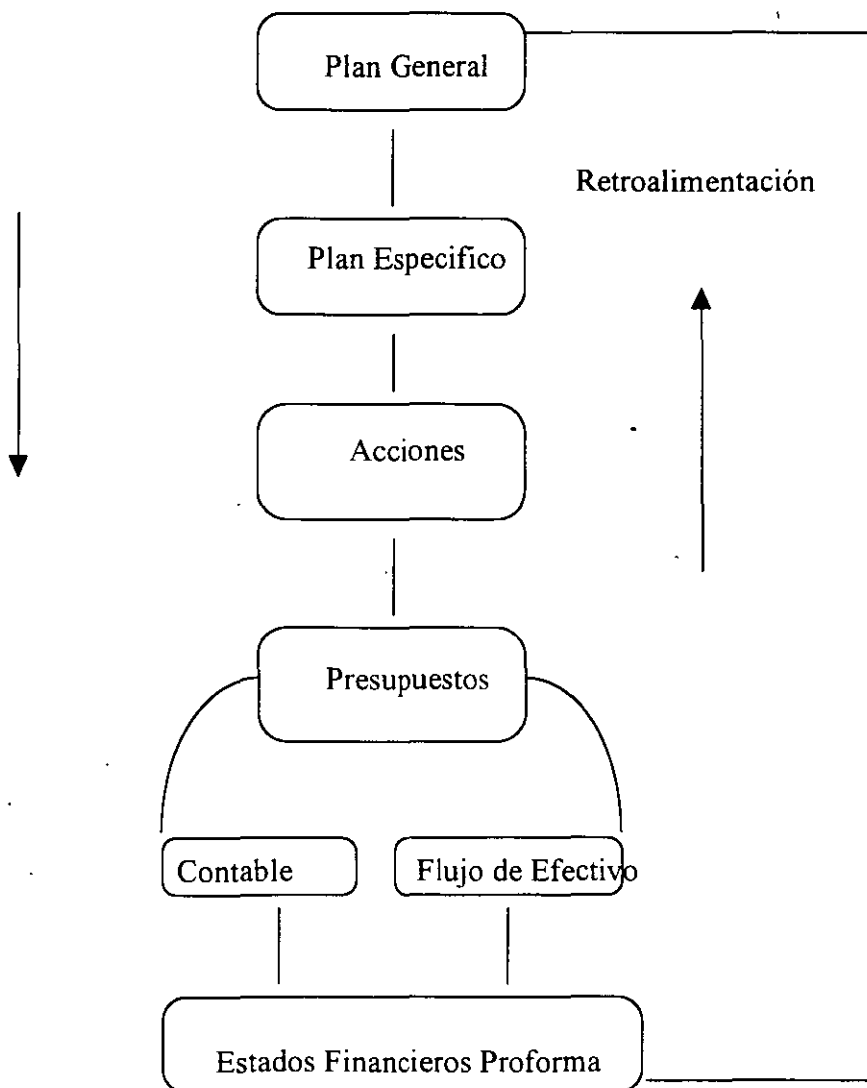 Plan General
Retroalimentación
Plan Especifico
Acciones
Presupuestos
Contable
Flujo de Efectivo
Estados Financieros Proforma